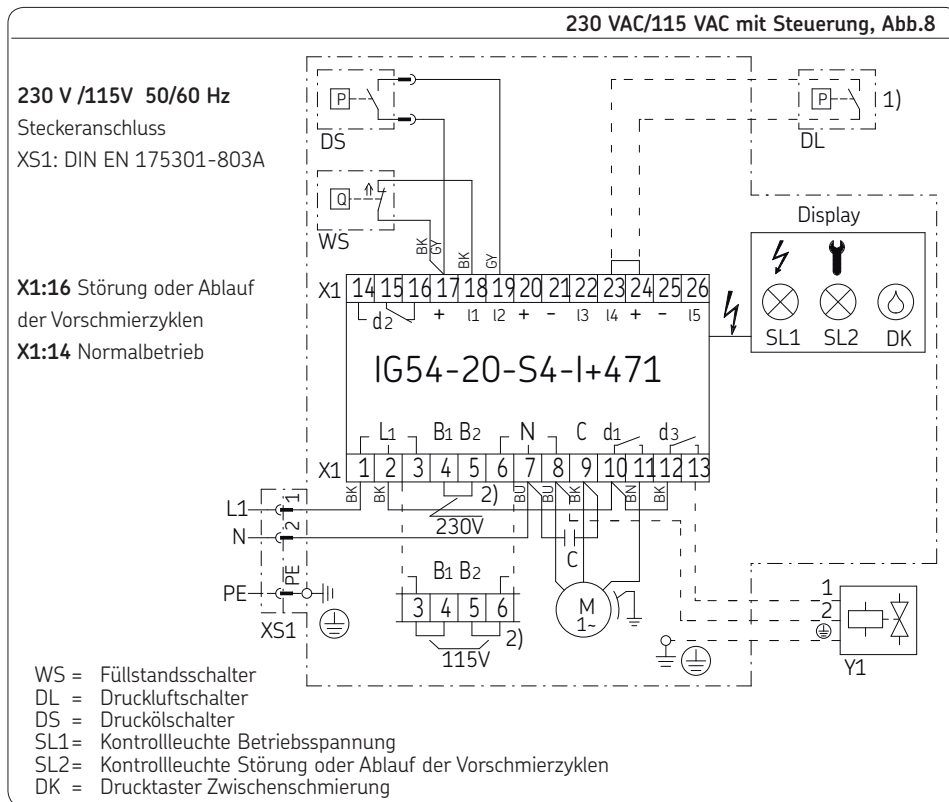 230 VAC/115 VAC mit Steuerung, Abb.8
230 V /115V 50/60 Hz
Steckeranschluss
XS1: DIN EN 175301-803A
P
DS
Q
WS
P
1)
DL
BK
GY
BK
GY
Display
SL1 SL2 DK
X1:16 Störung oder Ablauf
der Vorschmierzyklen
X1:14 Normalbetrieb
X1 14 15 16 17 18 19 20 21 22 23 24 25 26
d2 + I1 I2 + - I3 I4 + - I5
IG54-20-S4-I+471
L1 B1 B2 N C d1 d3
X1 1 2 3 4 5 6 7 8 9 10 11 12 13
BK BK 2) BU BU BK BN BK
230V
L1 1
N 2
C
PE PE
XS1
B1 B2
3 4 5 6
2)
115V
M
1~
1
2
Y1
WS = Füllstandsschalter
DL = Druckluftschalter
DS = Druckölschalter
SL1= Kontrollleuchte Betriebsspannung
SL2= Kontrollleuchte Störung oder Ablauf der Vorschmierzyklen
DK = Drucktaster Zwischenschmierung